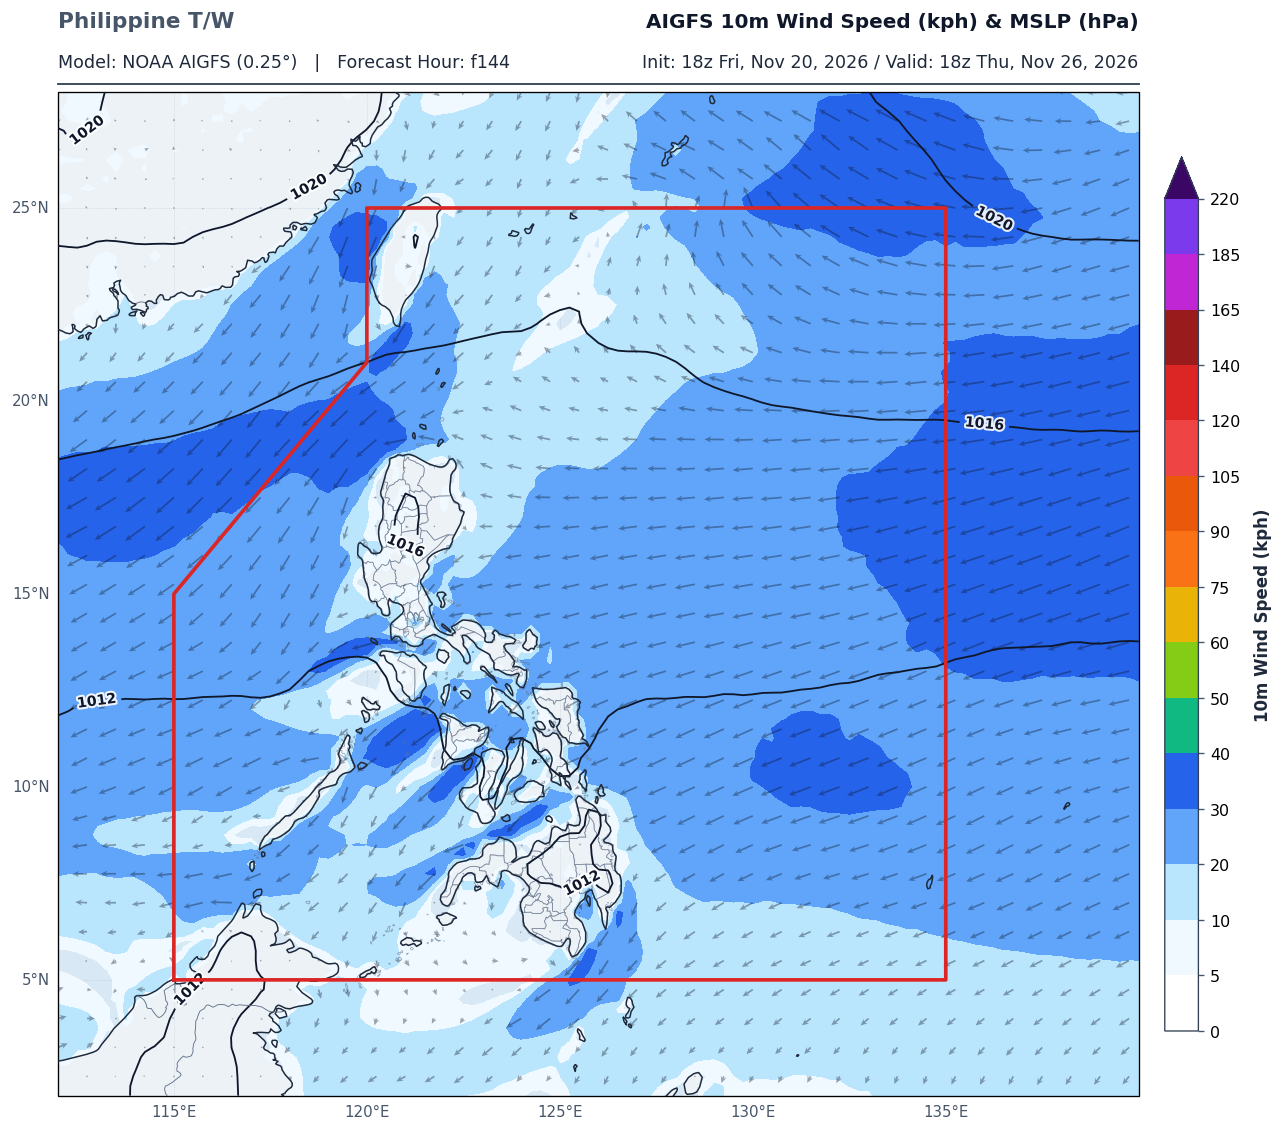 Philippine T/W
AIGFS 10m Wind Speed (kph) & MSLP (hPa)
Model: NOAA AIGFS (0.25°) | Forecast Hour: f144
Init: 18z Fri, Nov 20, 2026 / Valid: 18z Thu, Nov 26, 2026
1020
1020
1020
1016
1016
1012
1012
1012
25°N
20°N
15°N
10°N
5°N
115°E
120°E
125°E
130°E
135°E
220
185
165
140
120
105
90
75
60
50
40
30
20
10
5
0
10m Wind Speed (kph)